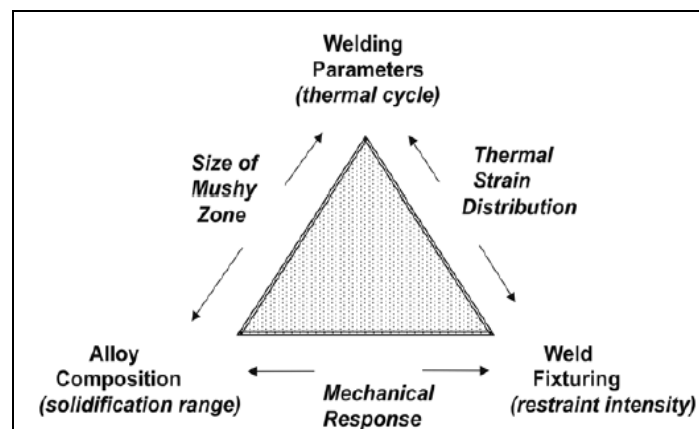 Welding
Parameters
(thermal cycle)
Size of
Mushy
Zone
Thermal
Strain
Distribution
Alloy
Composition
(solidification range)
Mechanical
Response
Weld
Fixturing
(restraint intensity)